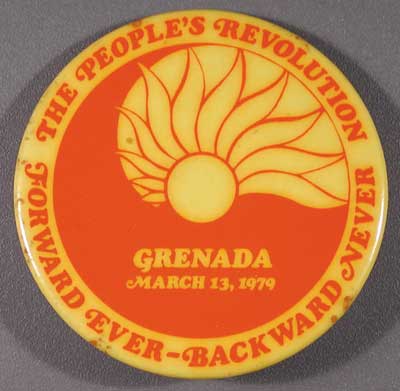 THE PEOPLE'S REVOLUTION
GRENADA
MARCH 13, 1979
FORWARD EVER-BACKWARD NEVER